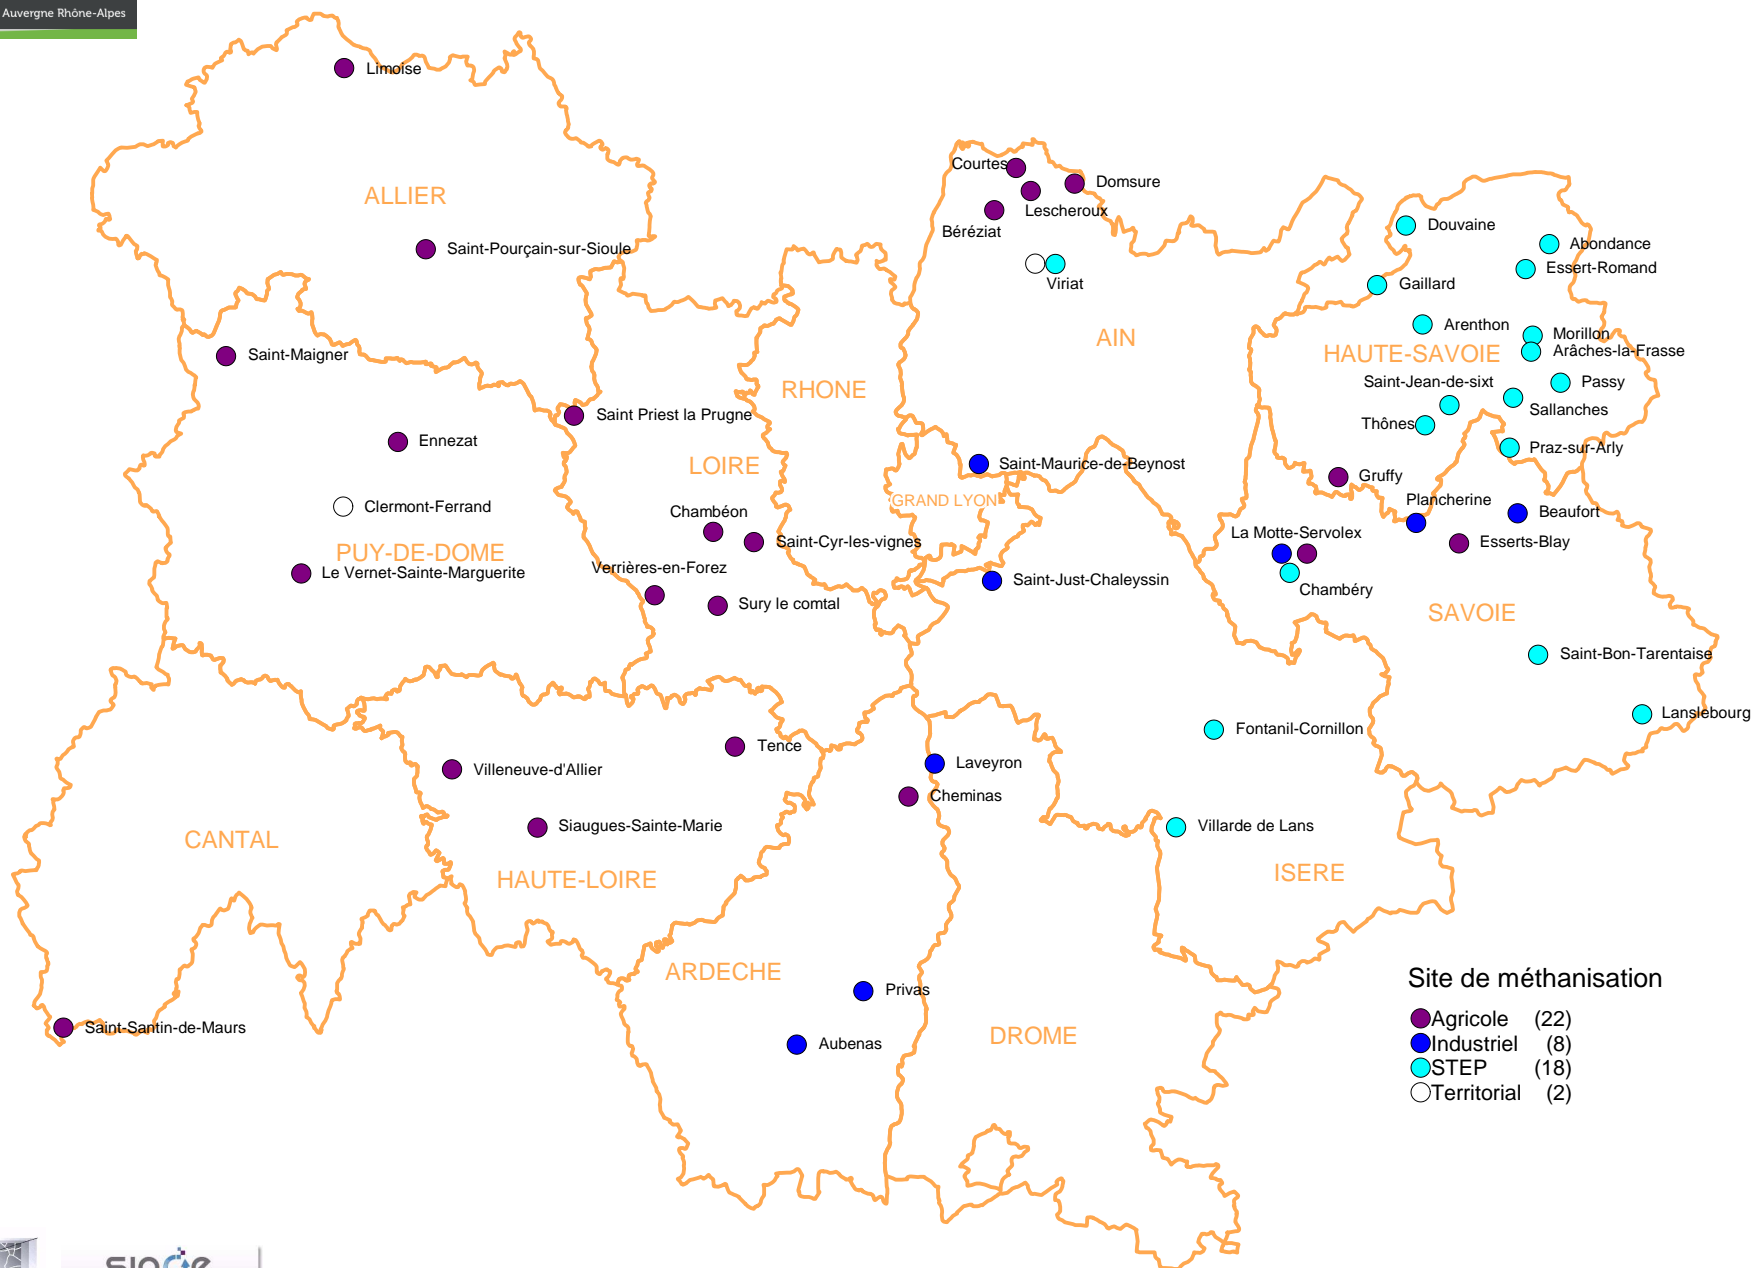 Auvergne Rhône-Alpes
Limoise
ALLIER
Saint-Pourçain-sur-Sioule
Courtes
Domsure
Lescheroux
Béréziat
Viriat
AIN
Douvaine
Abondance
Essert-Romand
Gaillard
Arenthon
Morillon
HAUTE-SAVOIE
Arâches-la-Frasse
Saint-Jean-de-sixt
Passy
Sallanches
Thônes
Praz-sur-Arly
Gruffy
Saint-Maigner
RHONE
Saint Priest la Prugne
Ennezat
LOIRE
Saint-Maurice-de-Beynost
GRAND LYON
Clermont-Ferrand
PUY-DE-DOME
Le Vernet-Sainte-Marguerite
Chambéon
Saint-Cyr-les-vignes
Verrières-en-Forez
Sury le comtal
Saint-Just-Chaleyssin
Plancherine
Beaufort
La Motte-Servolex
Esserts-Blay
Chambéry
SAVOIE
Saint-Bon-Tarentaise
Lanslebourg
Fontanil-Cornillon
Tence
Villeneuve-d'Allier
Laveyron
Cheminas
Siaugues-Sainte-Marie
Villarde de Lans
CANTAL
HAUTE-LOIRE
ISERE
ARDECHE
Privas
Saint-Santin-de-Maurs
Aubenas
DROME
Site de méthanisation
Agricole (22)
Industriel (8)
STEP (18)
Territorial (2)